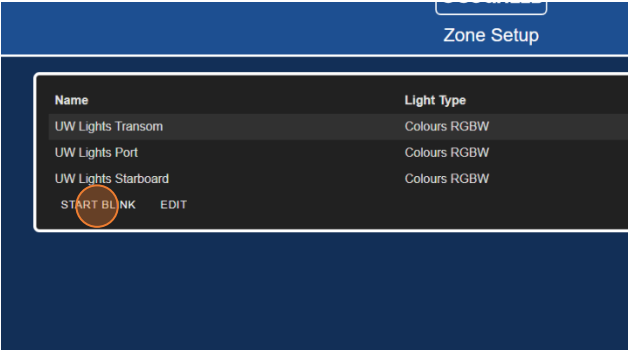 Zone Setup
Name Light Type
UW Lights Transom Colours RGBW
UW Lights Port Colours RGBW
UW Lights Starboard Colours RGBW
START BLINK EDIT